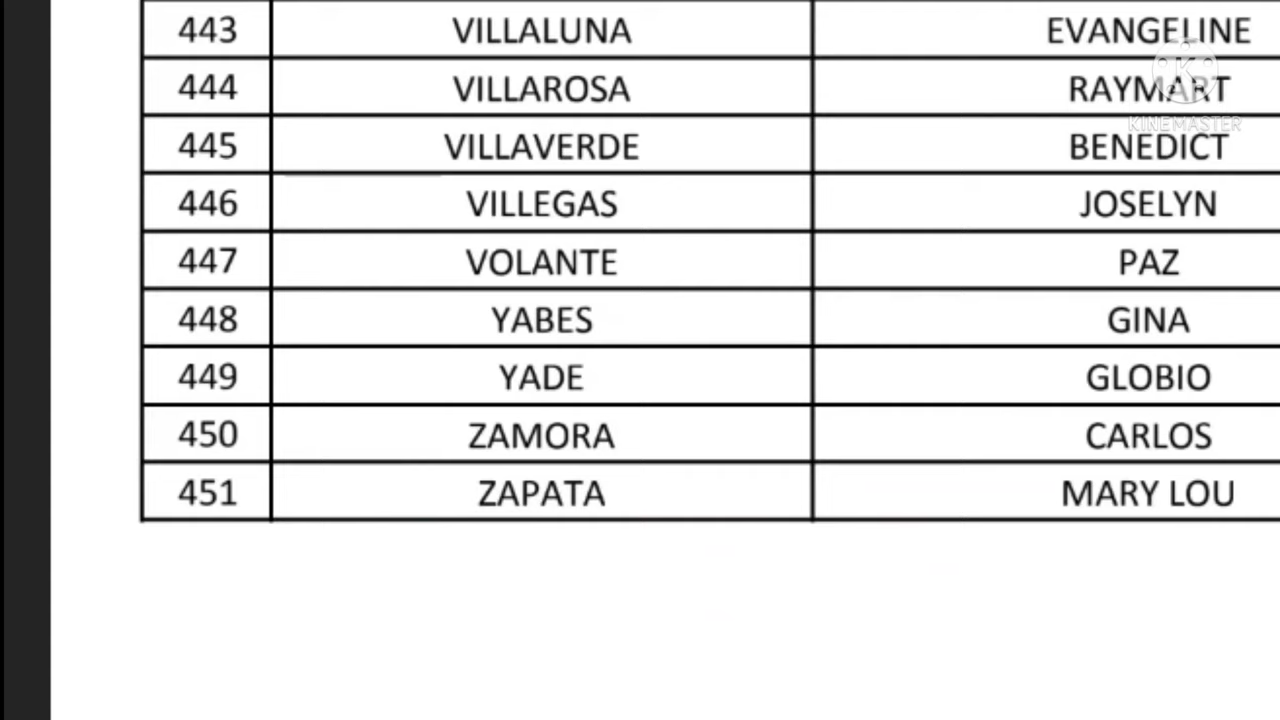 443 VILLALUNA EVANGELINE
444 VILLAROSA RAYMART
KINEMASTER
445 VILLAVERDE BENEDICT
446 VILLEGAS JOSELYN
447 VOLANTE PAZ
448 YABES GINA
449 YADE GLOBIO
450 ZAMORA CARLOS
451 ZAPATA MARY LOU